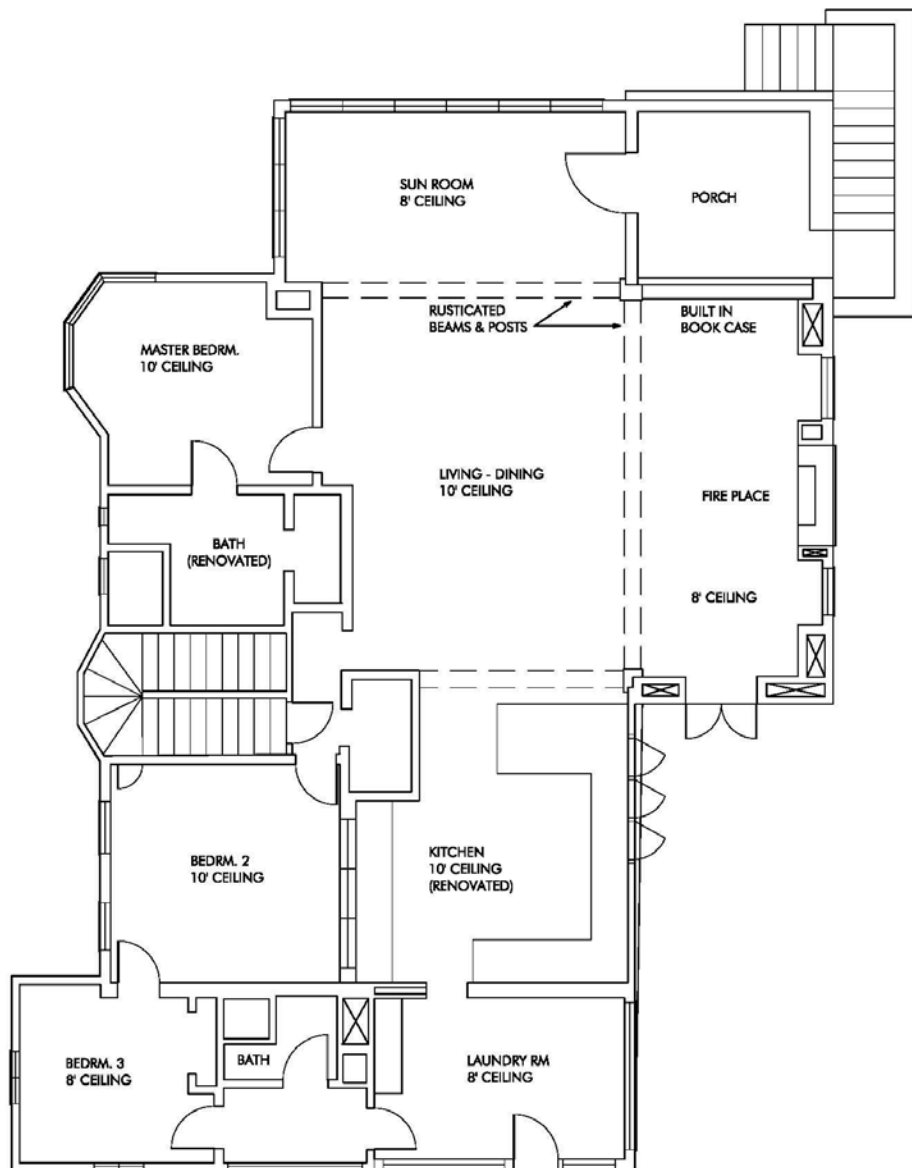 SUN ROOM
8' CEILING
PORCH
RUSTICATED
BEAMS & POSTS
BUILT IN
BOOK CASE
MASTER BEDRM.
10' CEILING
LIVING - DINING
10' CEILING
FIRE PLACE
BATH
(RENOVATED)
8' CEILING
BEDRM. 2
10' CEILING
KITCHEN
10' CEILING
(RENOVATED)
BEDRM. 3
8' CEILING
BATH
LAUNDRY RM
8' CEILING